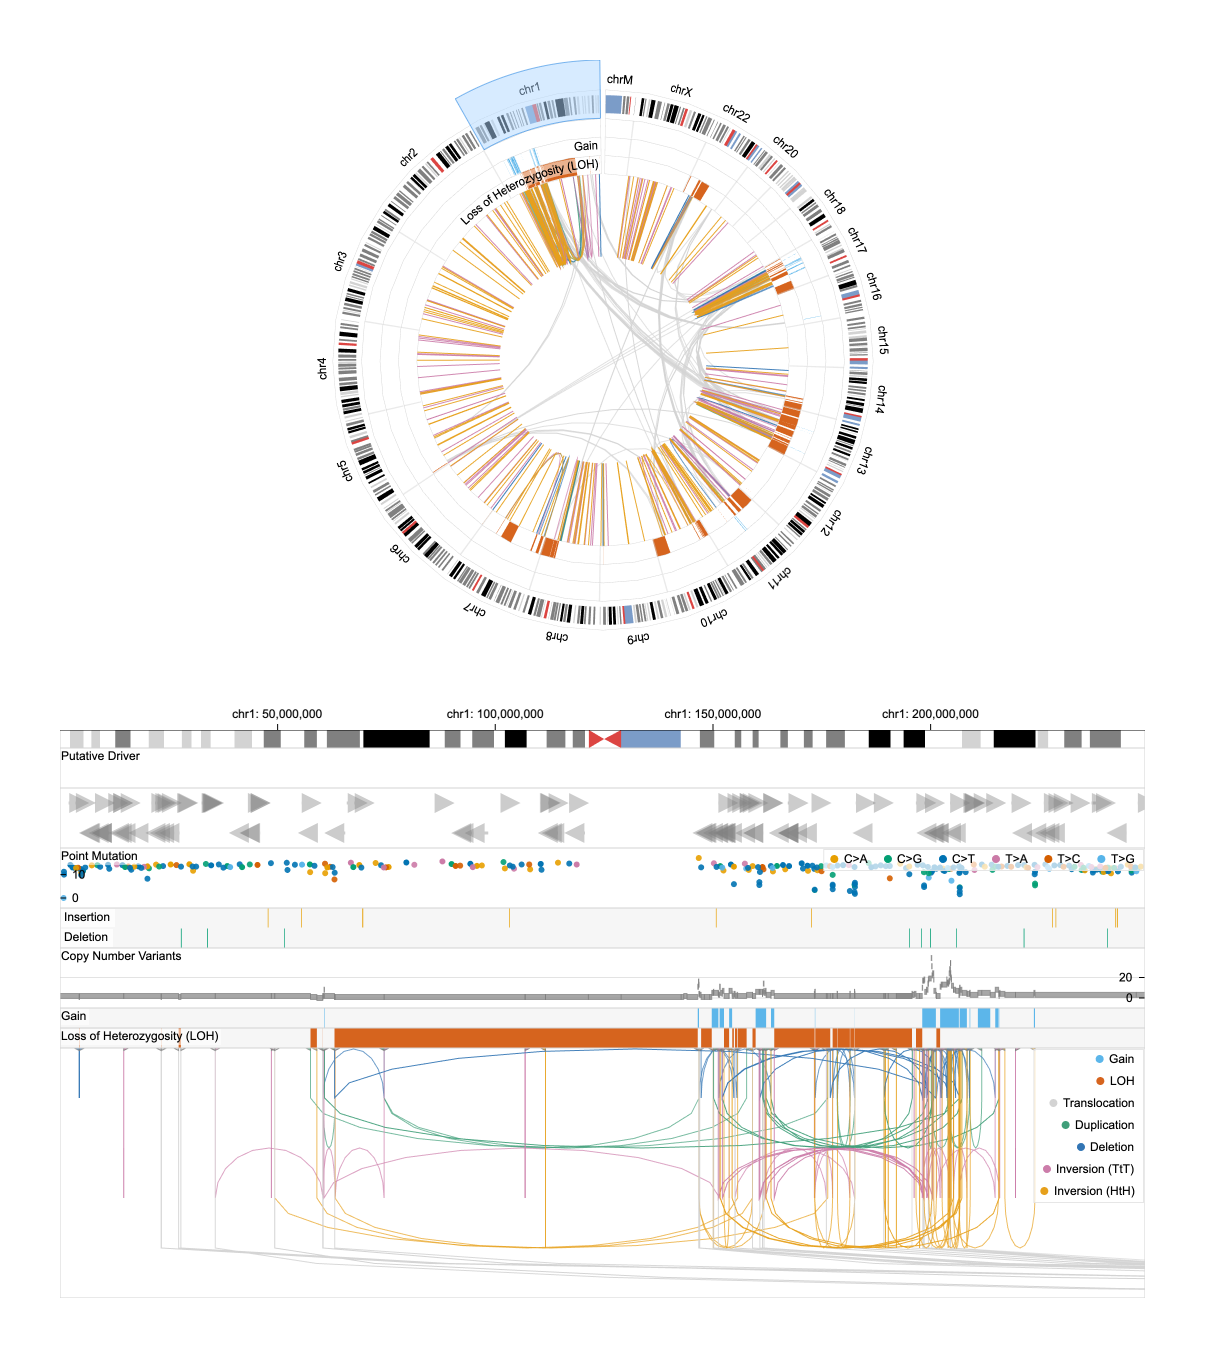 chr1
chrM
chrX
chr22
chr20
chr18
chr17
chr16
chr15
chr14
chr13
chr12
chr11
chr10
chr9
chr8
chr7
chr6
chr5
chr4
chr3
chr2
Gain
Loss of Heterozygosity (LOH)
chr1: 50,000,000 chr1: 100,000,000 chr1: 150,000,000 chr1: 200,000,000
Putative Driver
Point Mutation
C>A C>G C>T T>A T>C T>G
10
0
Insertion
Deletion
Copy Number Variants
20
0
Gain
Loss of Heterozygosity (LOH)
Gain
LOH
Translocation
Duplication
Deletion
Inversion (TtT)
Inversion (HtH)